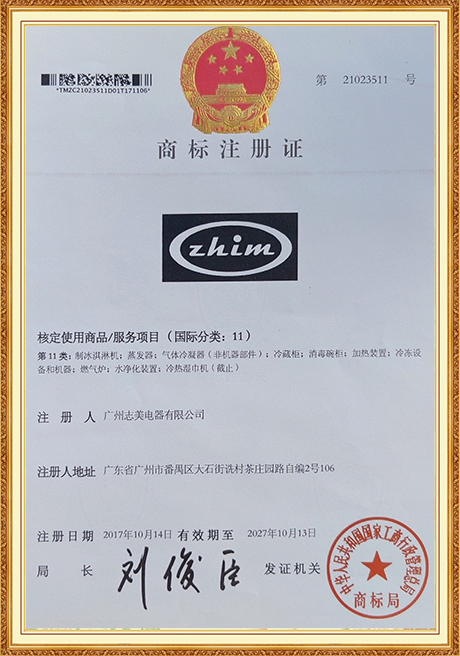 *TMZC21023511D01T171106*
第 21023511 号
商标注册证
zhim
核定使用商品/服务项目（国际分类：11）
第11类：制冰淇淋机；蒸发器；气体冷凝器（非机器部件）；冷藏柜；消毒碗柜；加热装置；冷冻设
备和机器；燃气炉；水净化装置；冷热湿巾机（截止）
注册人 广州志美电器有限公司
注册人地址 广东省广州市番禺区大石街诜村茶庄园路自编2号106
注册日期 2017年10月14日 有效期至 2027年10月13日
局长 刘俊臣 发证机关
中华人民共和国国家工商行政管理总局
商标局